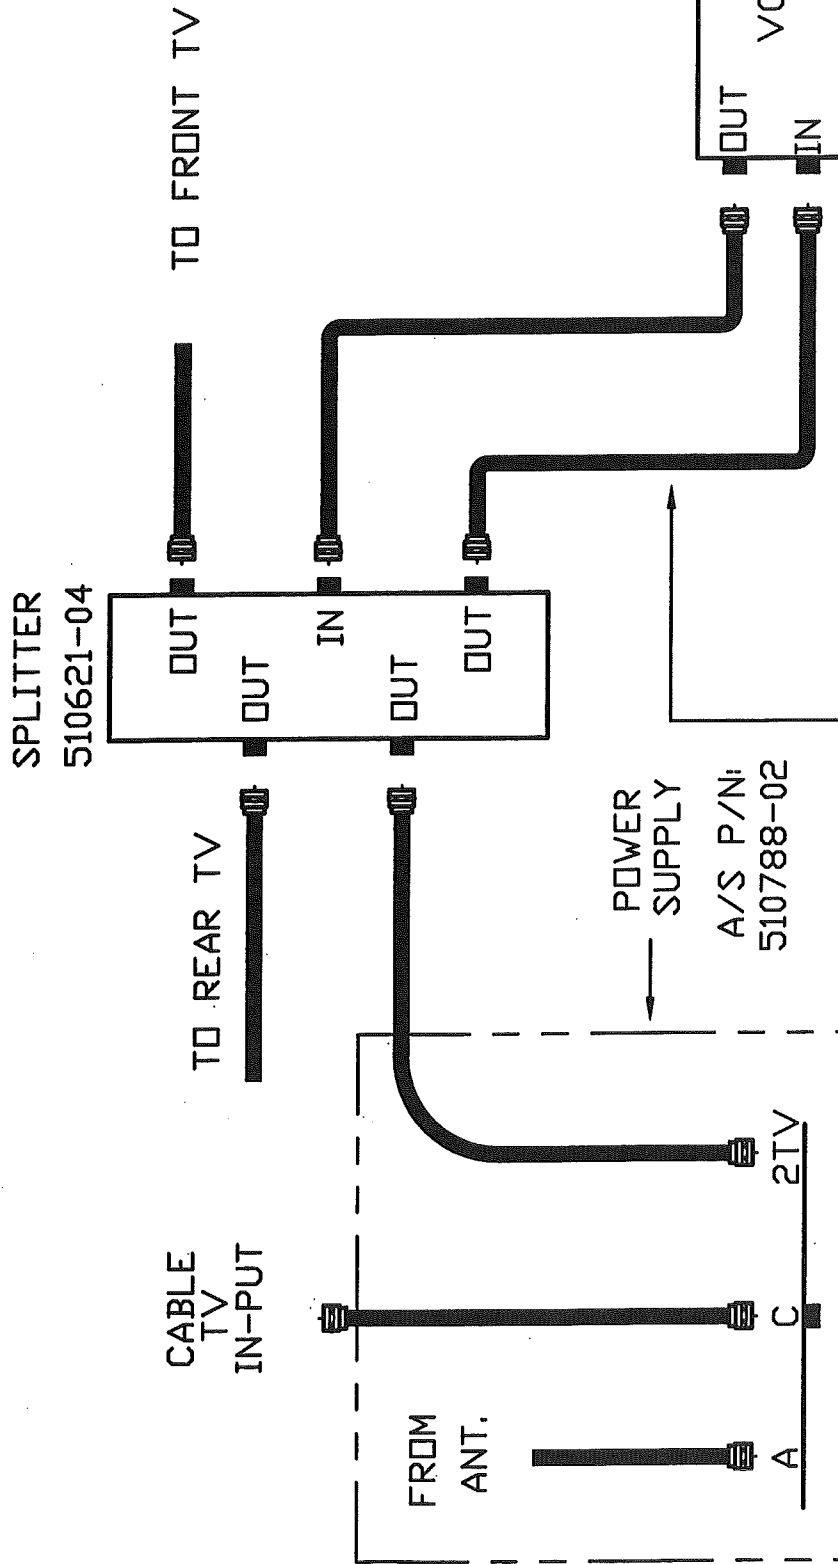 SPLITTER
510621-04
TO FRONT TV
OUT
OUT
IN
OUT
OUT
TO REAR TV
OUT
IN
CABLE
TV
IN-PUT
POWER
SUPPLY
A/S P/N:
510788-02
FROM
ANT.
A
C
2TV